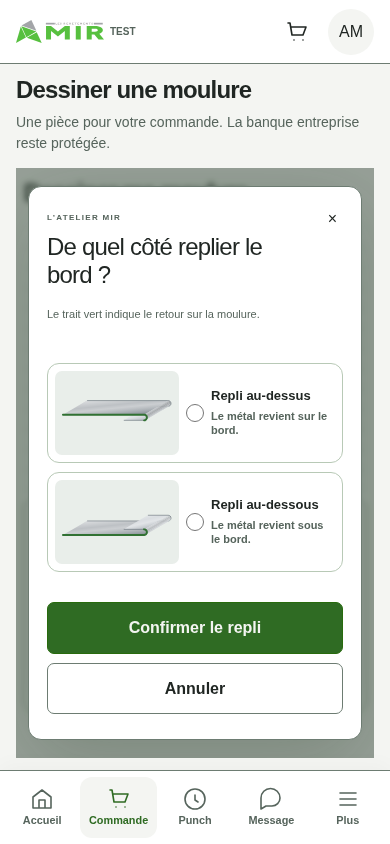 AMIR TEST
AM
Dessiner une moulure
Une pièce pour votre commande. La banque entreprise
reste protégée.
L'ATELIER MIR
×
De quel côté replier le
bord ?
Le trait vert indique le retour sur la moulure.
Repli au-dessus
Le métal revient sur le
bord.
Repli au-dessous
Le métal revient sous
le bord.
Confirmer le repli
Annuler
Accueil
Commande
Punch
Message
Plus